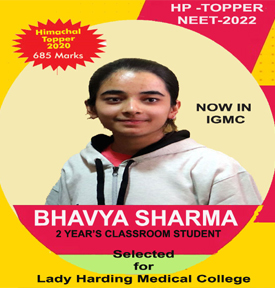 HP -TOPPER
NEET-2022
Himachal
Topper
2020
685 Marks
NOW IN
IGMC
BHAVYA SHARMA
2 YEAR'S CLASSROOM STUDENT
Selected
for
Lady Harding Medical College